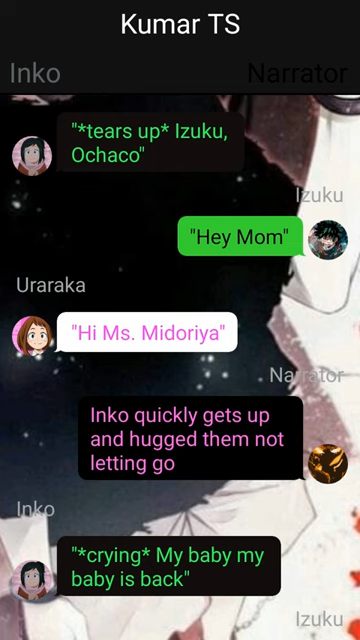 Kumar TS
Inko
Narrator
"*tears up* Izuku,
Ochaco"
Izuku
"Hey Mom"
Uraraka
"Hi Ms. Midoriya"
Narrator
Inko quickly gets up
and hugged them not
letting go
Inko
"*crying* My baby my
baby is back"
Izuku